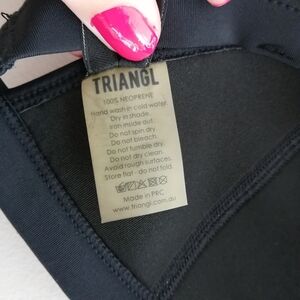 TRIANGL
100% NEOPRENE
Hand wash in cold water.
Dry in shade.
Iron inside out.
Do not spin dry.
Do not bleach.
Do not tumble dry.
Do not dry clean.
Avoid rough surfaces.
Store flat - do not fold.
Made in PRC
www.triangl.com.au